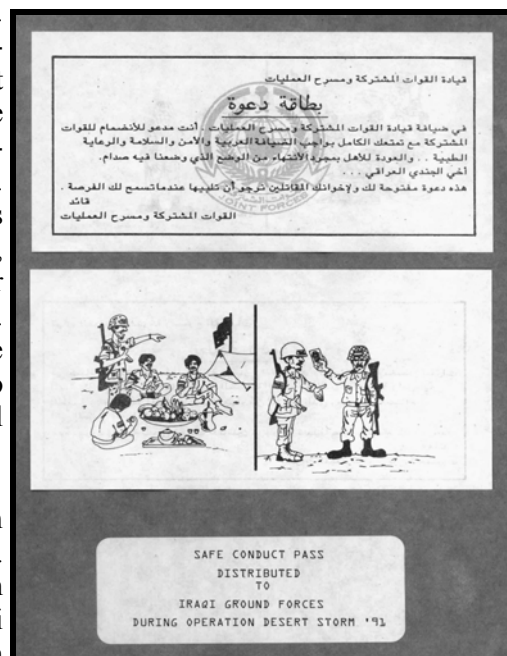 قيادة القوات المشتركة ومسرح العمليات
بطاقة دعوة
في ضيافة قيادة القوات المشتركة ومسرح العمليات . أنت مدعو للأنضمام للقوات
المشتركة مع تمتعك الكامل بواجب الضيافة العربية والأمن والسلامة والرعاية
الطبية . . والعودة للأهل بمجرد الأنتهاء من الوضع الذي وضعنا فيه صدام.
أخي الجندي العراقي . . .
هذه دعوة مفتوحة لك ولإخوانك المقاتلين نرجو أن تلبيها عندماتسمح لك الفرصة .
قائد
القوات المشتركة ومسرح العمليات
JOINT FORCES
SAFE CONDUCT PASS
DISTRIBUTED
TO
IRAQI GROUND FORCES
DURING OPERATION DESERT STORM '91